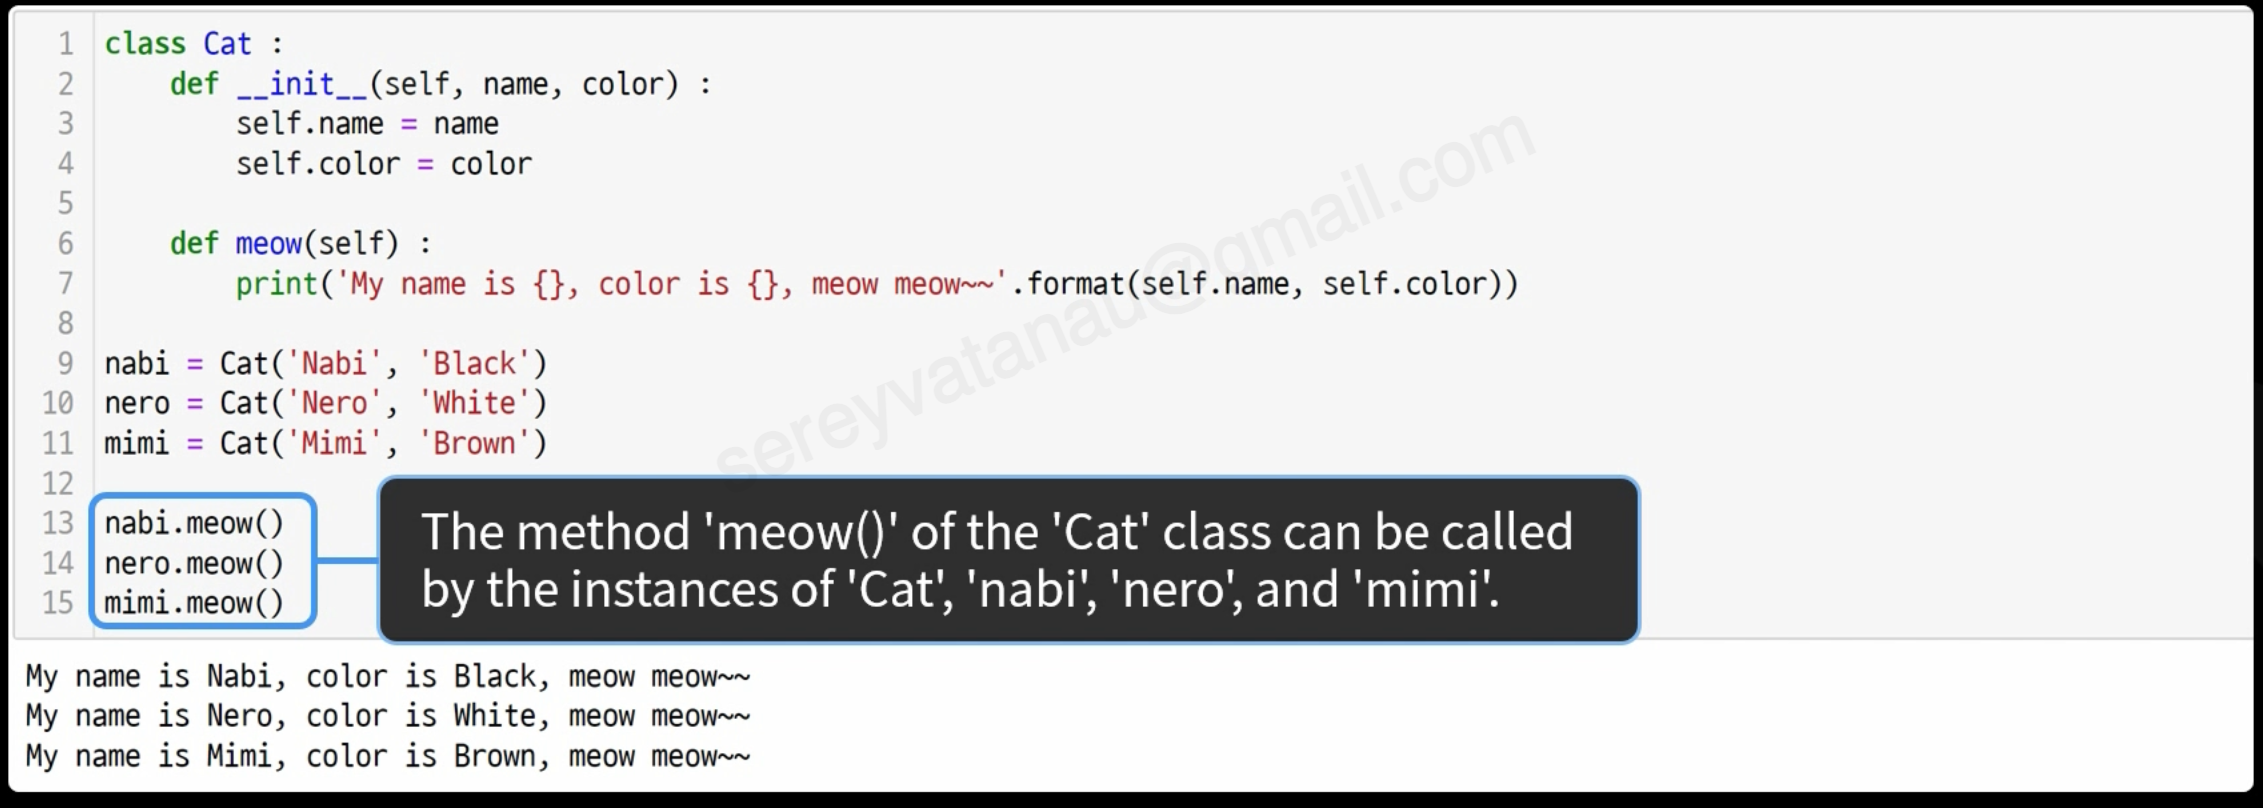 1 class Cat :
2     def __init__(self, name, color) :
3         self.name = name
4         self.color = color
5
6     def meow(self) :
7         print('My name is {}, color is {}, meow meow~~'.format(self.name, self.color))
8
9 nabi = Cat('Nabi', 'Black')
10 nero = Cat('Nero', 'White')
11 mimi = Cat('Mimi', 'Brown')
12
13 nabi.meow()
14 nero.meow()
15 mimi.meow()
The method 'meow()' of the 'Cat' class can be called
by the instances of 'Cat', 'nabi', 'nero', and 'mimi'.
My name is Nabi, color is Black, meow meow~~
My name is Nero, color is White, meow meow~~
My name is Mimi, color is Brown, meow meow~~
sereyvatanau@gmail.com